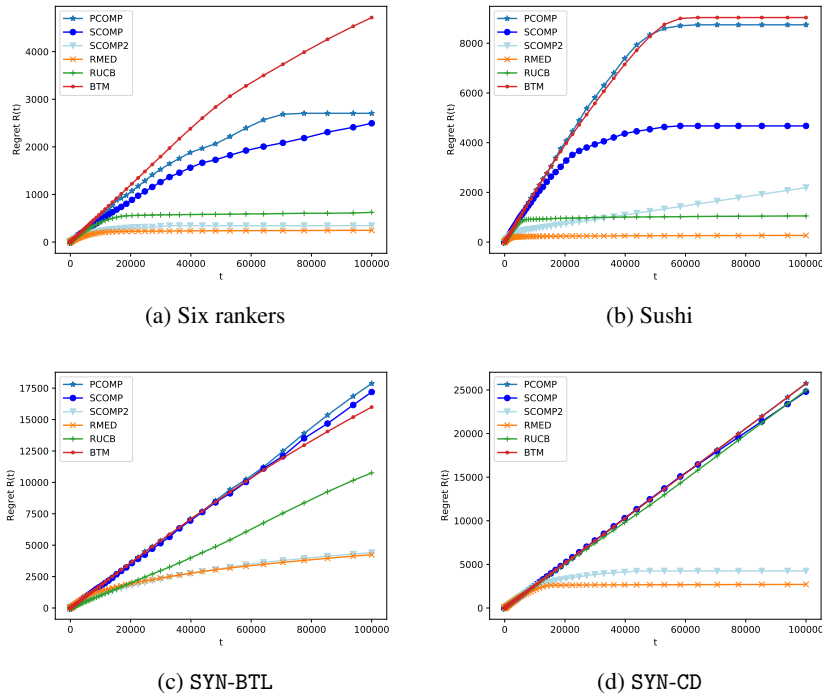 4000
3000
2000
1000
0
Regret R(t)
PCOMP
SCOMP
SCOMP2
RMED
RUCB
BTM
0 20000 40000 60000 80000 100000
t
(a) Six rankers
8000
6000
4000
2000
0
Regret R(t)
PCOMP
SCOMP
SCOMP2
RMED
RUCB
BTM
0 20000 40000 60000 80000 100000
t
(b) Sushi
17500
15000
12500
10000
7500
5000
2500
0
Regret R(t)
PCOMP
SCOMP
SCOMP2
RMED
RUCB
BTM
0 20000 40000 60000 80000 100000
t
(c) SYN-BTL
25000
20000
15000
10000
5000
0
Regret R(t)
PCOMP
SCOMP
SCOMP2
RMED
RUCB
BTM
0 20000 40000 60000 80000 100000
t
(d) SYN-CD